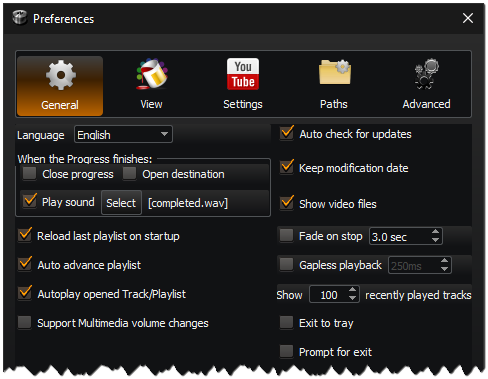 Preferences
You
Tube
General
View
Settings
Paths
Advanced
Language English
When the Progress finishes:
Close progress
Open destination
Play sound
Select
[completed.wav]
Reload last playlist on startup
Auto advance playlist
Autoplay opened Track/Playlist
Support Multimedia volume changes
Auto check for updates
Keep modification date
Show video files
Fade on stop 3.0 sec
Gapless playback 250ms
Show 100 recently played tracks
Exit to tray
Prompt for exit